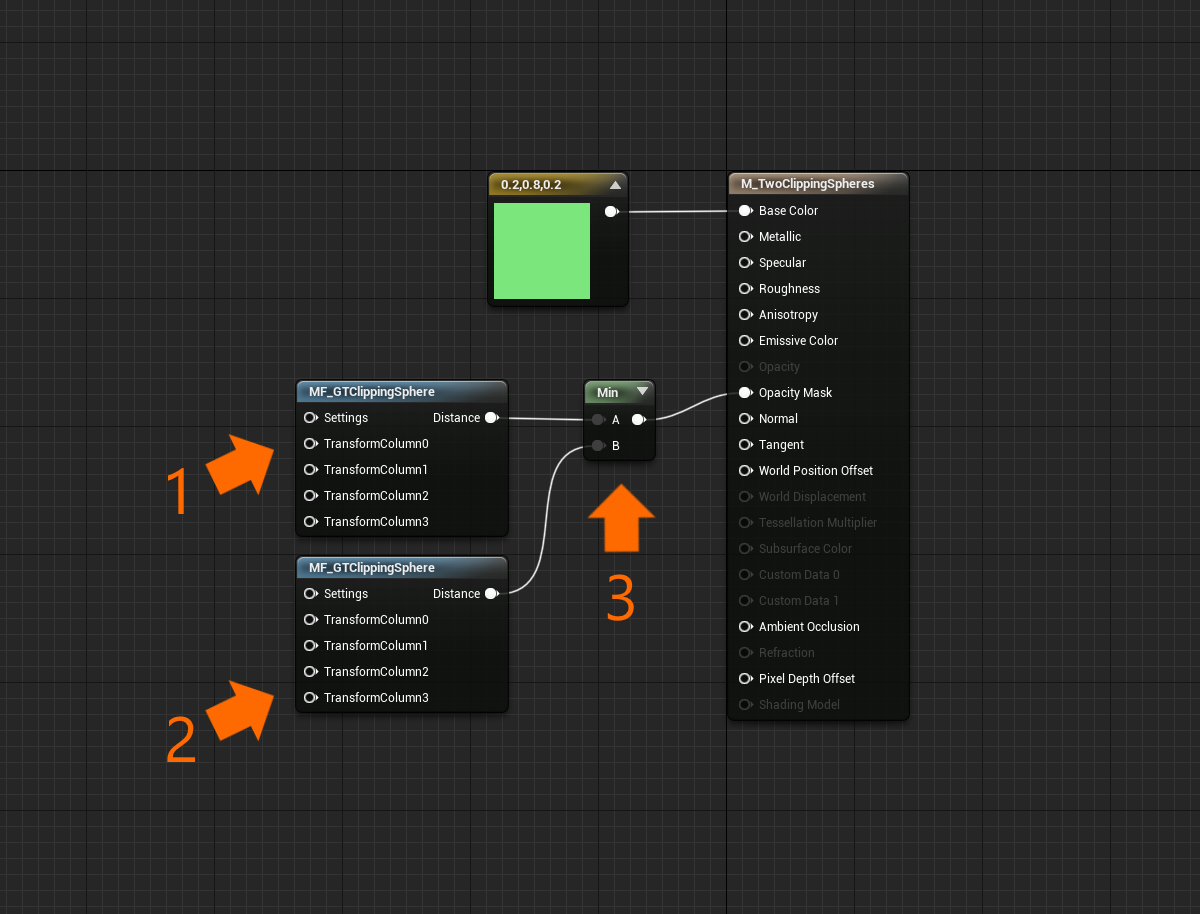 0.2,0.8,0.2
M_TwoClippingSpheres
Base Color
Metallic
Specular
Roughness
Anisotropy
Emissive Color
Opacity
Opacity Mask
Normal
Tangent
World Position Offset
World Displacement
Tessellation Multiplier
Subsurface Color
Custom Data 0
Custom Data 1
Ambient Occlusion
Refraction
Pixel Depth Offset
Shading Model
MF_GTClippingSphere
Settings Distance
TransformColumn0
TransformColumn1
TransformColumn2
TransformColumn3
1
Min
A
B
3
MF_GTClippingSphere
Settings Distance
TransformColumn0
TransformColumn1
TransformColumn2
TransformColumn3
2